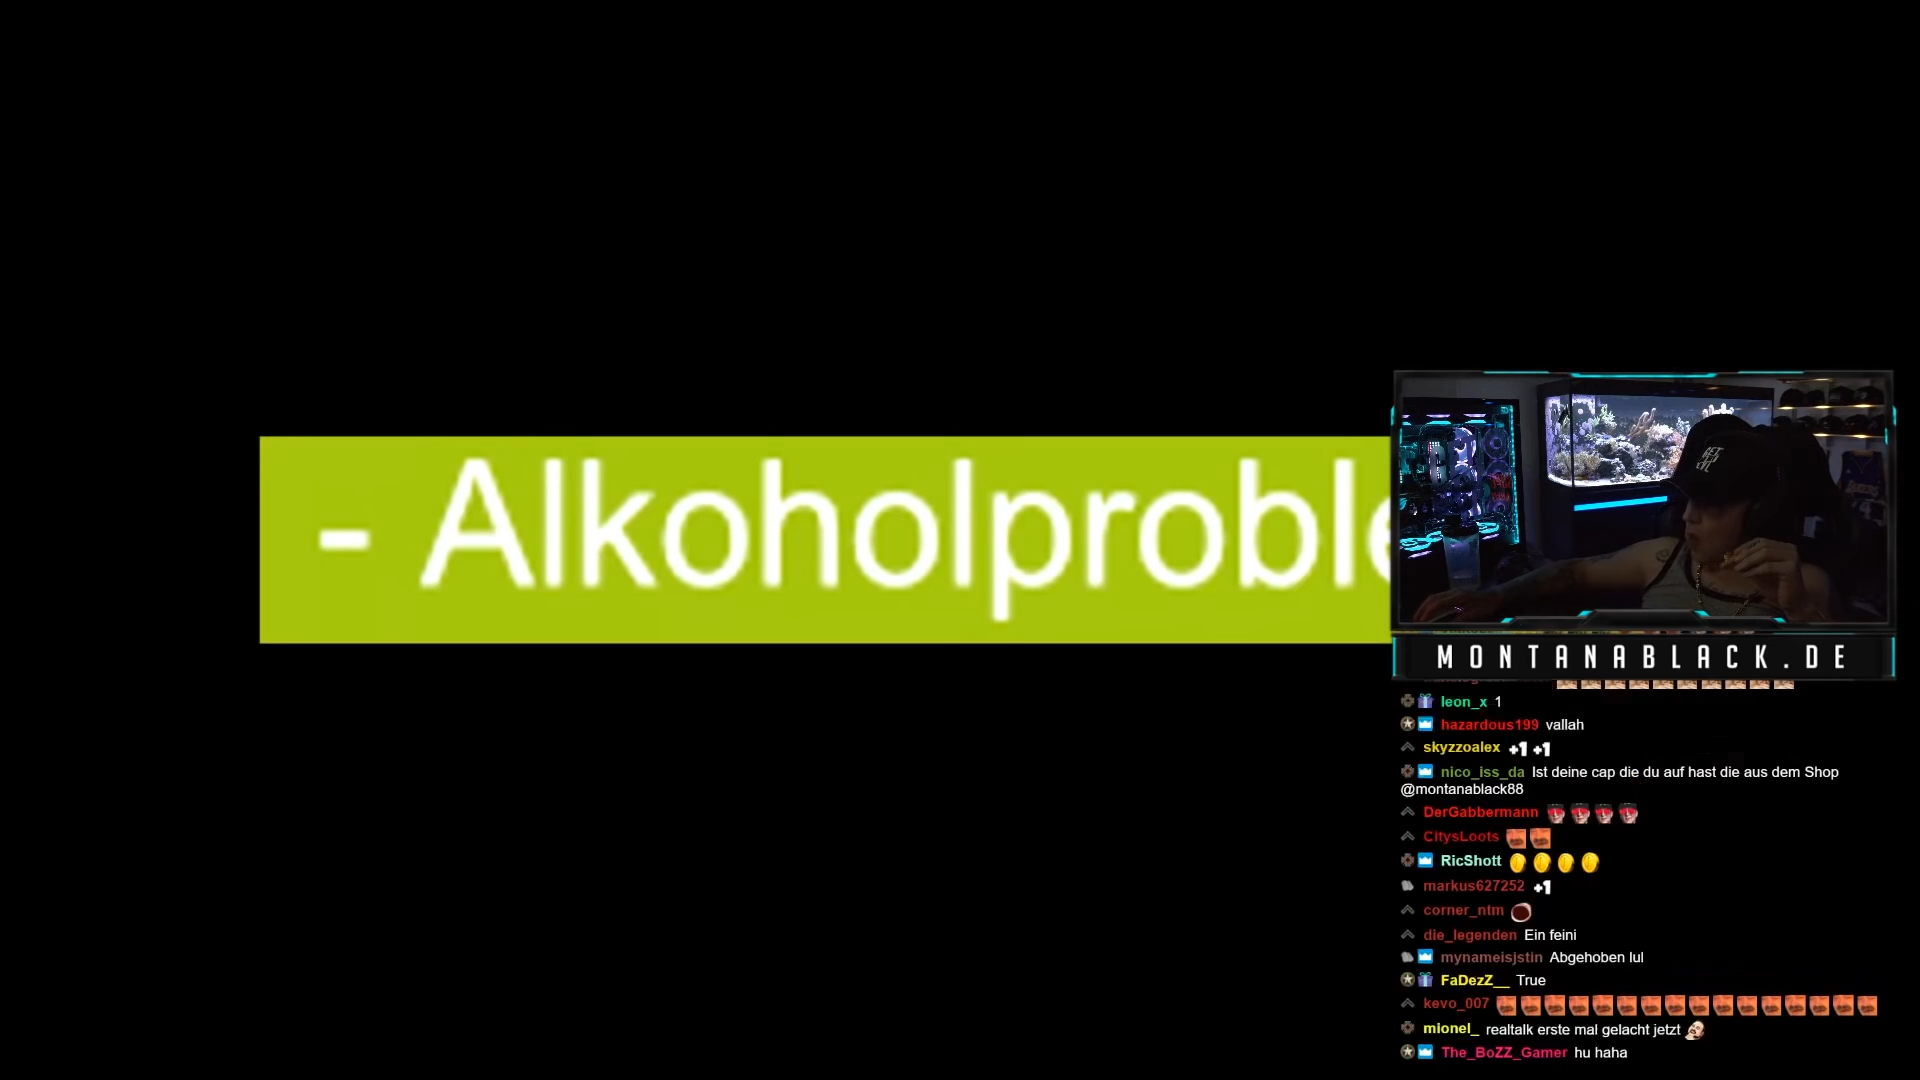 - Alkoholproble
MONTANABLACK.DE
leon_x 1
hazardous199 vallah
skyzzoalex +1 +1
nico_iss_da Ist deine cap die du auf hast die aus dem Shop
@montanablack88
DerGabbermann
CitysLoots
RicShott
markus627252 +1
corner_ntm
die_legenden Ein feini
mynameisjstin Abgehoben lul
FaDezZ__ True
kevo_007
mionel_ realtalk erste mal gelacht jetzt
The_BoZZ_Gamer hu haha